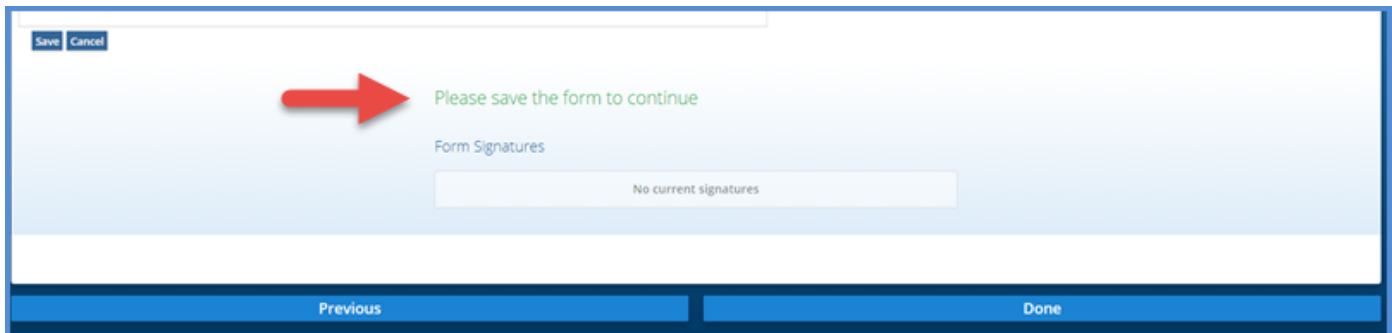 Save Cancel
Please save the form to continue
Form Signatures
No current signatures
Previous Done